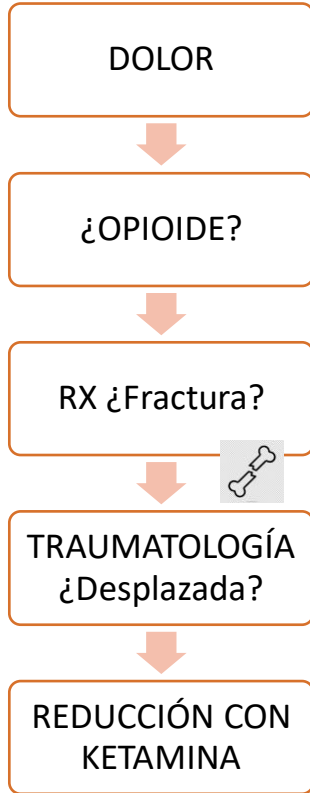 DOLOR
¿OPIOIDE?
RX ¿Fractura?
TRAUMATOLOGÍA
¿Desplazada?
REDUCCIÓN CON
KETAMINA